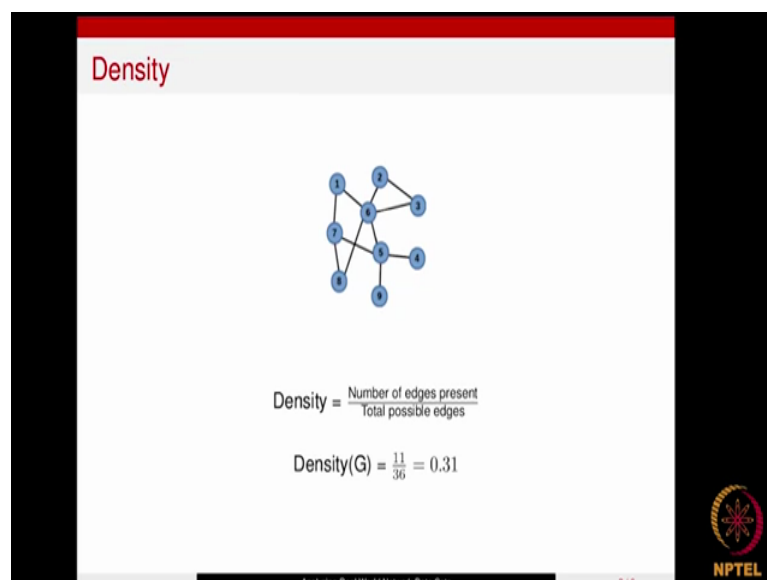 Density
1
2
3
6
7
5
4
8
9
Density = Number of edges present / Total possible edges
Density(G) = 11/36 = 0.31
NPTEL